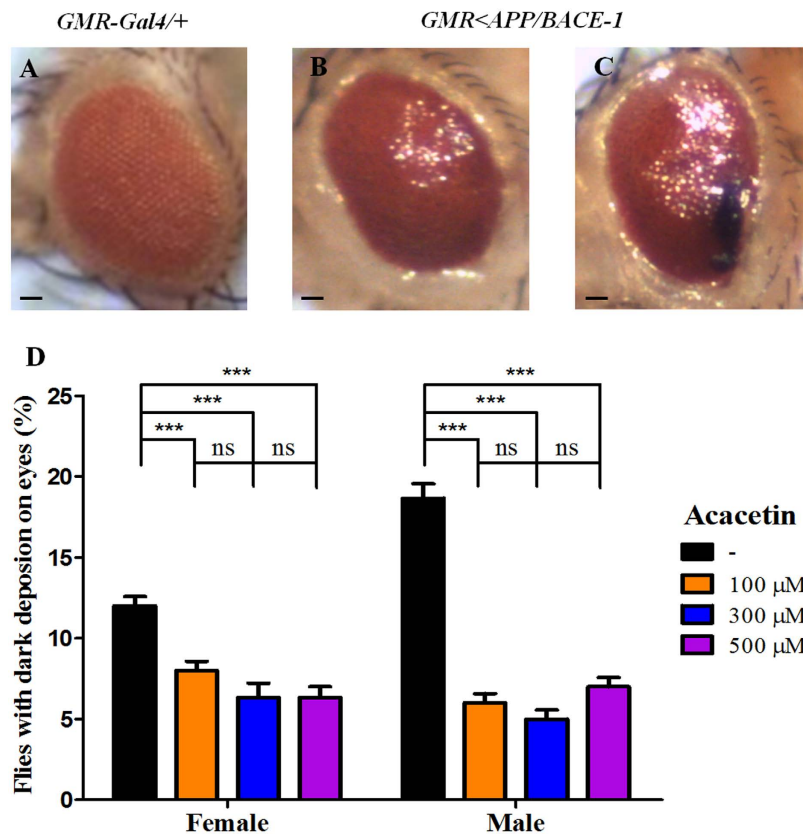 GMR-Gal4/+
GMR<APP/BACE-1
A
B
C
D
Flies with dark deposion on eyes (%)
25
20
15
10
5
0
***
***
***
ns
ns
***
***
***
ns
ns
Female
Male
Acacetin
-
100 µM
300 µM
500 µM